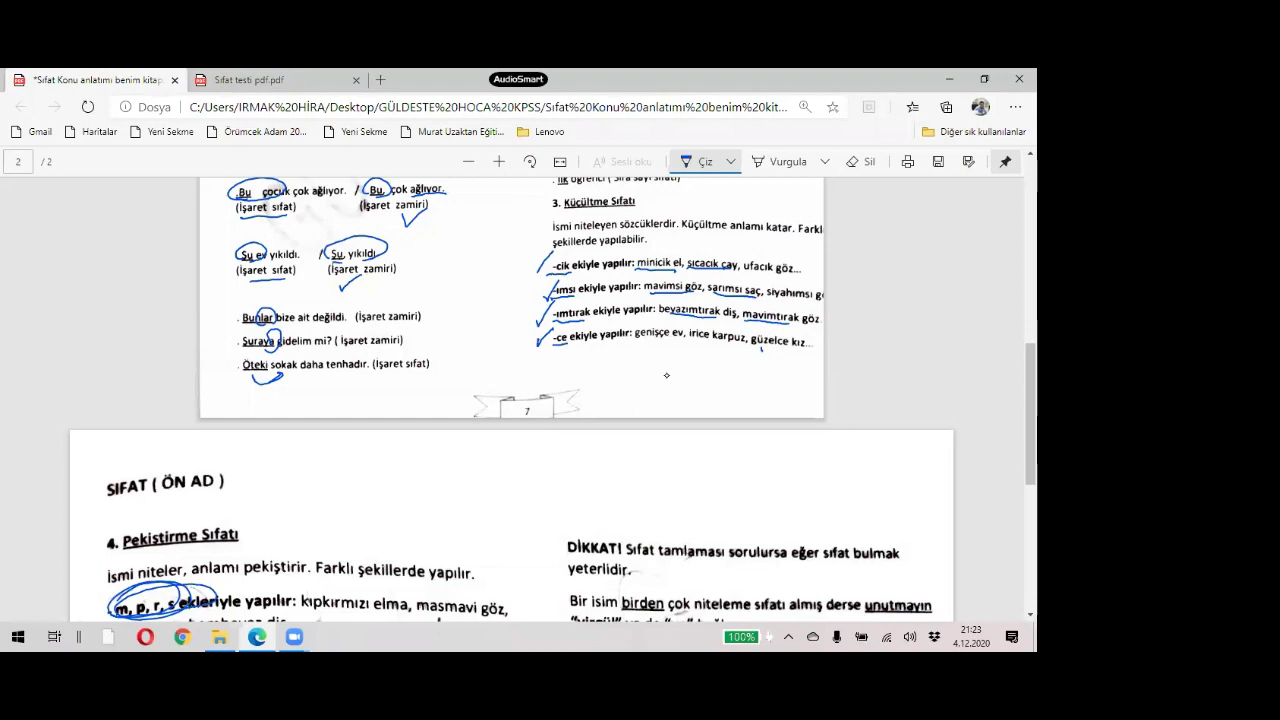 AudioSmart
*Sıfat Konu anlatımı benim kitap
Sıfat testi pdf.pdf
Dosya
C:/Users/IRMAK%20HİRA/Desktop/GÜLDESTE%20HOCA%20KPSS/Sıfat%20Konu%20anlatımı%20benim%20kit...
Gmail
Haritalar
Yeni Sekme
Örümcek Adam 20...
Yeni Sekme
Murat Uzaktan Eğiti...
Lenovo
Diğer sık kullanılanlar
2 / 2
Sesli oku
Çiz
Vurgula
Sil
.Bu çocuk çok ağlıyor. / Bu, çok ağlıyor.
(İşaret sıfat) (İşaret zamiri)
Şu ev yıkıldı. / Şu, yıkıldı
(İşaret sıfat) (İşaret zamiri)
. Bunlar bize ait değildi. (İşaret zamiri)
. Şuraya gidelim mi? ( İşaret zamiri)
. Öteki sokak daha tenhadır. (İşaret sıfat)
. İlk öğrenci ( Sıra sayı sıfatı)
3. Küçültme Sıfatı
İsmi niteleyen sözcüklerdir. Küçültme anlamı katar. Farklı
şekillerde yapılabilir.
-cik ekiyle yapılır: minicik el, sıcacık çay, ufacık göz...
-ımsı ekiyle yapılır: mavimsi göz, sarımsı saç, siyahımsı
-ımtırak ekiyle yapılır: beyazımtırak diş, mavimtırak göz
-ce ekiyle yapılır: genişçe ev, irice karpuz, güzelce kız...
7
SIFAT ( ÖN AD )
4. Pekiştirme Sıfatı
İsmi niteler, anlamı pekiştirir. Farklı şekillerde yapılır.
m, p, r, s ekleriyle yapılır: kıpkırmızı elma, masmavi göz,
DİKKAT! Sıfat tamlaması sorulursa eğer sıfat bulmak
yeterlidir.
Bir isim birden çok niteleme sıfatı almış derse unutmayın
100%
21:23
4.12.2020